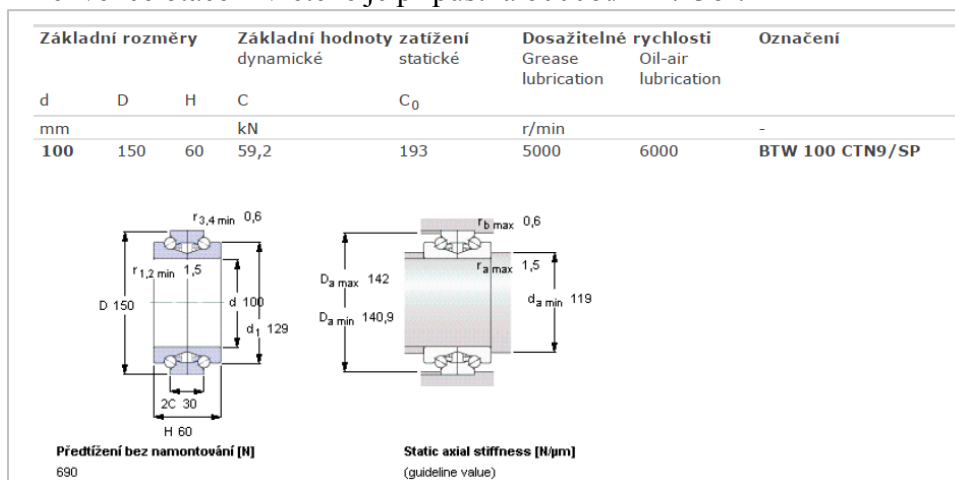 Základní rozměry Základní hodnoty zatížení Dosažitelné rychlosti Označení
dynamické statické Grease lubrication Oil-air lubrication
d D H C C0
mm kN r/min -
100 150 60 59,2 193 5000 6000 BTW 100 CTN9/SP
r3,4 min 0,6
r1,2 min 1,5
D 150
d 100
d1 129
2C 30
H 60
rb max 0,6
ra max 1,5
Da max 142
Da min 140,9
da min 119
Předtížení bez namontování [N]
690
Static axial stiffness [N/µm]
(guideline value)